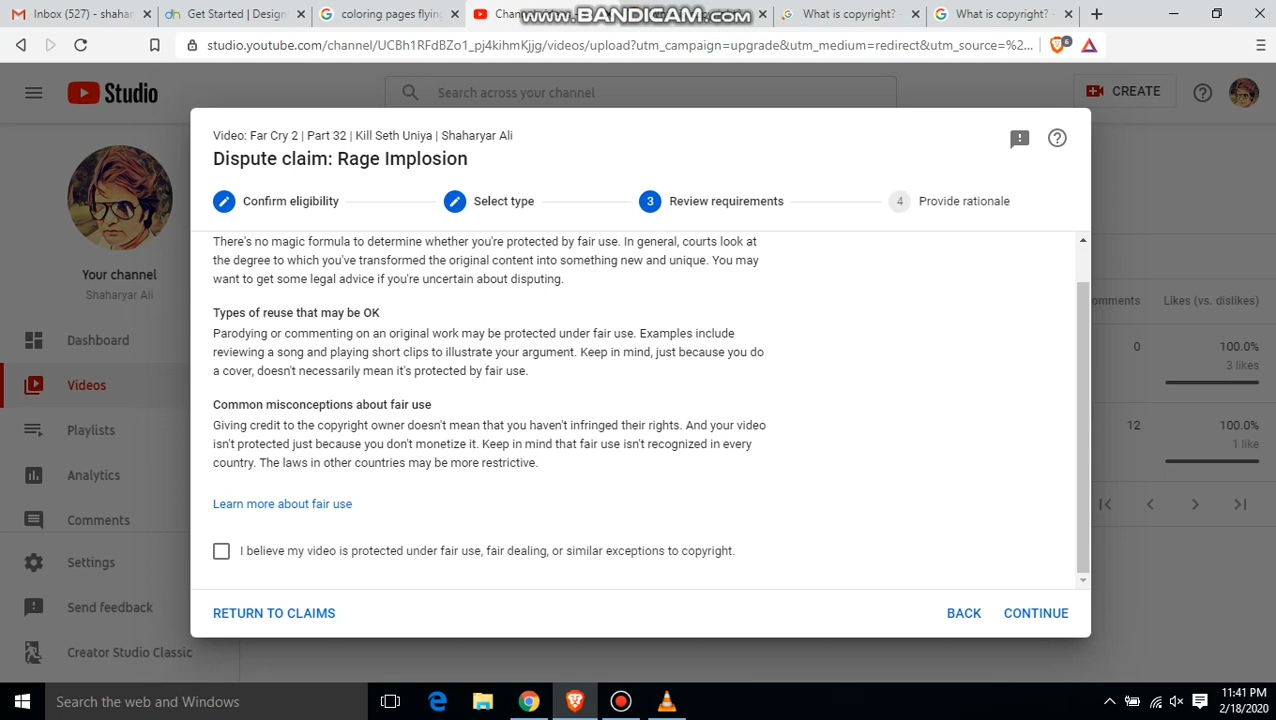 Inbox (527) - shahar
Get Started | Design
coloring pages flying
Chan
www.BANDICAM.com
What is copyright? -
What is copyright? -
studio.youtube.com/channel/UCBh1RFdBZo1_pj4kihmKjjg/videos/upload?utm_campaign=upgrade&utm_medium=redirect&utm_source=%2...
6
Studio
Search across your channel
CREATE
Video: Far Cry 2 | Part 32 | Kill Seth Uniya | Shaharyar Ali
Dispute claim: Rage Implosion
Confirm eligibility
Select type
3 Review requirements
4 Provide rationale
There's no magic formula to determine whether you're protected by fair use. In general, courts look at
the degree to which you've transformed the original content into something new and unique. You may
want to get some legal advice if you're uncertain about disputing.
Types of reuse that may be OK
Parodying or commenting on an original work may be protected under fair use. Examples include
reviewing a song and playing short clips to illustrate your argument. Keep in mind, just because you do
a cover, doesn't necessarily mean it's protected by fair use.
Common misconceptions about fair use
Giving credit to the copyright owner doesn't mean that you haven't infringed their rights. And your video
isn't protected just because you don't monetize it. Keep in mind that fair use isn't recognized in every
country. The laws in other countries may be more restrictive.
Learn more about fair use
I believe my video is protected under fair use, fair dealing, or similar exceptions to copyright.
RETURN TO CLAIMS
BACK
CONTINUE
Your channel
Shaharyar Ali
Dashboard
Videos
Playlists
Analytics
Comments
Settings
Send feedback
Creator Studio Classic
omments
Likes (vs. dislikes)
0
100.0%
3 likes
12
100.0%
1 like
Search the web and Windows
11:41 PM
2/18/2020